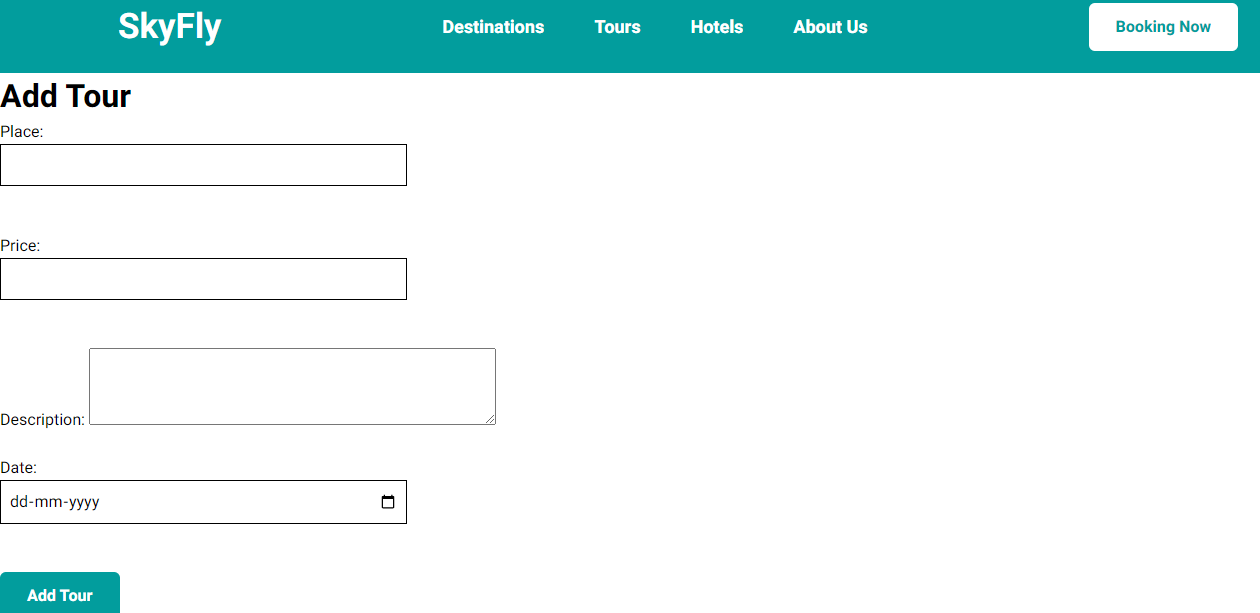 SkyFly Destinations Tours Hotels About Us Booking Now
Add Tour
Place:
Price:
Description:
Date:
dd-mm-yyyy
Add Tour